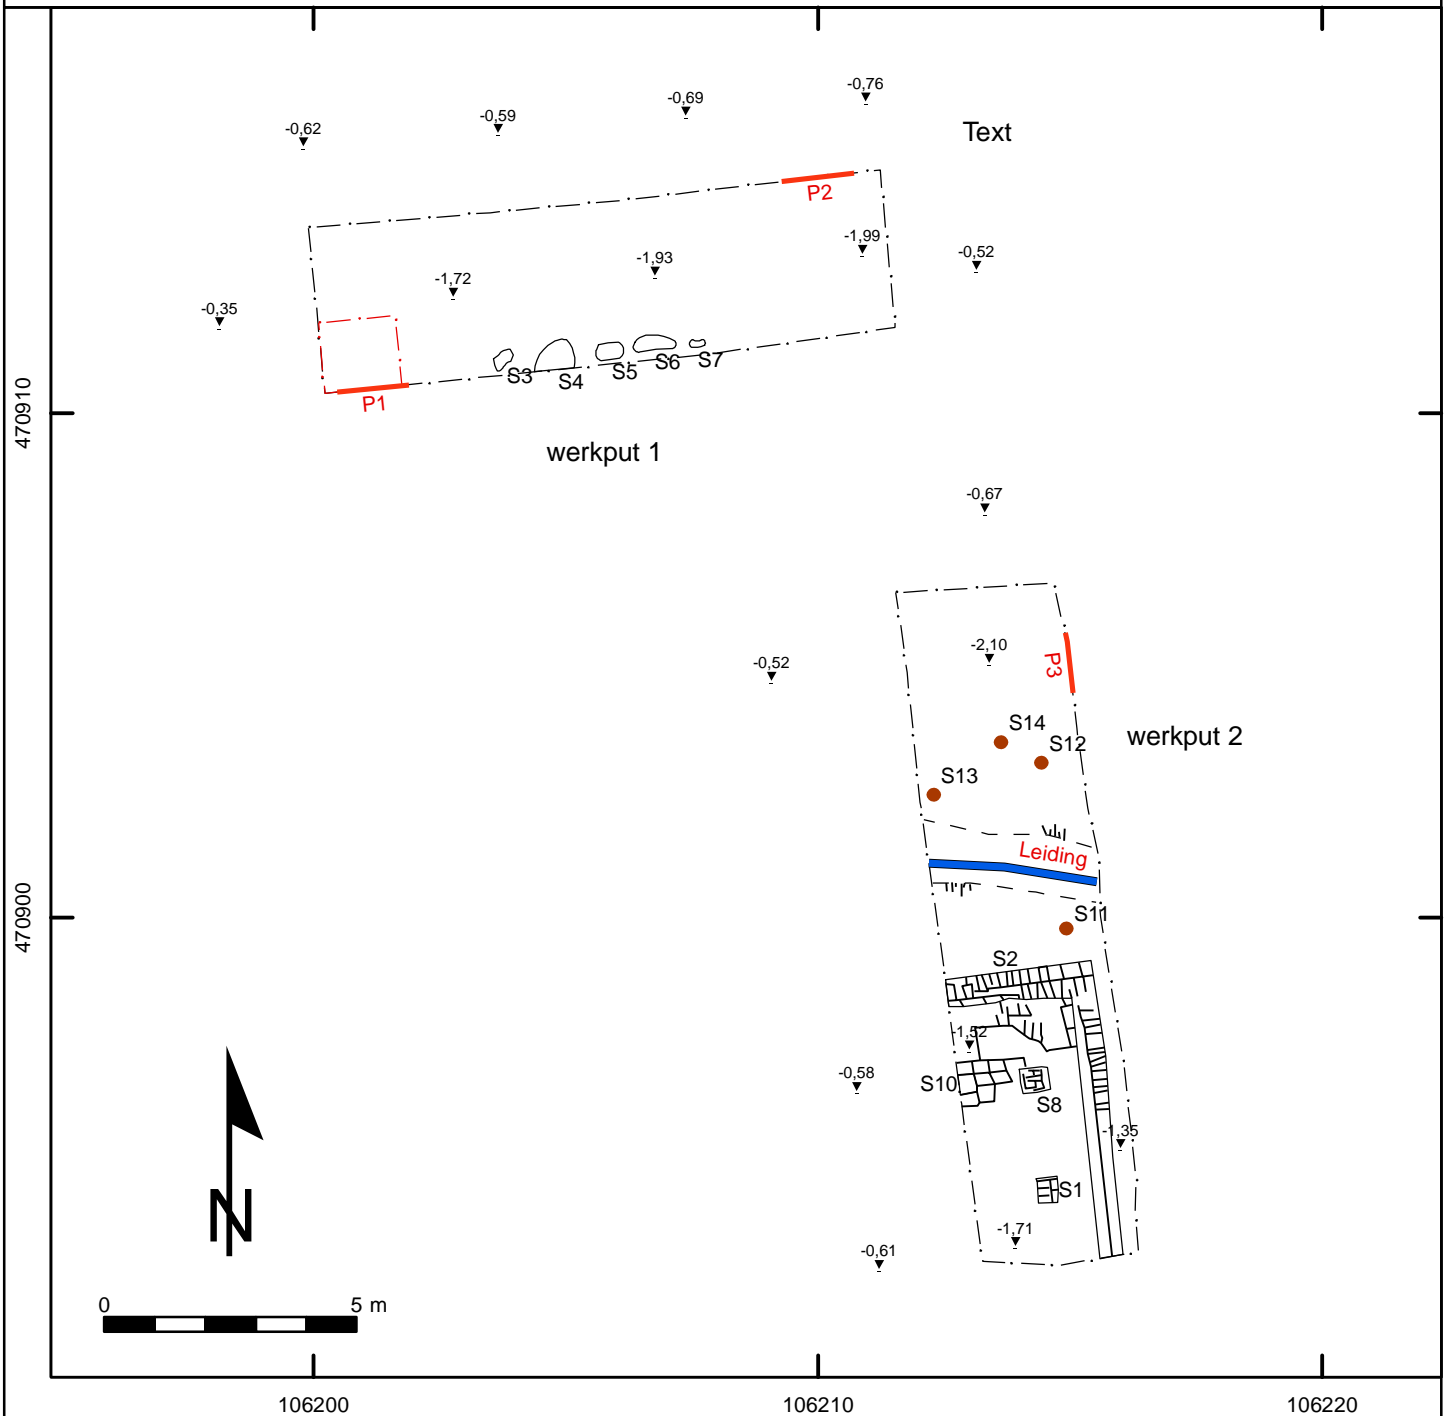 -0,76
-0,69
-0,59
-0,62
Text
P2
-1,99
-0,52
-1,93
-1,72
-0,35
S3
S4
S5
S6
S7
P1
470910
werkput 1
-0,67
-2,10
P3
-0,52
S14
S12
werkput 2
S13
Leiding
470900
S11
S2
-1,52
-0,58
S10
S8
-1,35
S1
N
-1,71
-0,61
0 5 m
106200 106210 106220